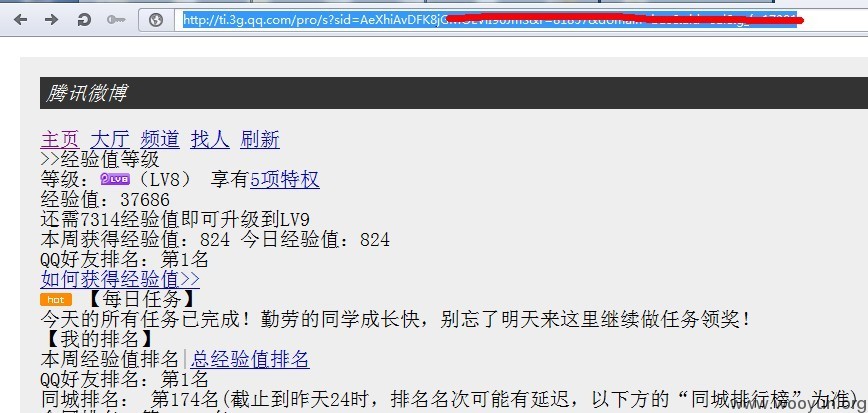 http://ti.3g.qq.com/pro/s?sid=AeXhiAvDFK8jG
腾讯微博
主页 大厅 频道 找人 刷新
>>经验值等级
等级：LV8（LV8） 享有5项特权
经验值：37686
还需7314经验值即可升级到LV9
本周获得经验值：824 今日经验值：824
QQ好友排名：第1名
如何获得经验值>>
hot 【每日任务】
今天的所有任务已完成！勤劳的同学成长快，别忘了明天来这里继续做任务领奖！
【我的排名】
本周经验值排名|总经验值排名
QQ好友排名：第1名
同城排名： 第174名(截止到昨天24时，排名名次可能有延迟，以下方的“同城排行榜”为准)
www.wooyun.org